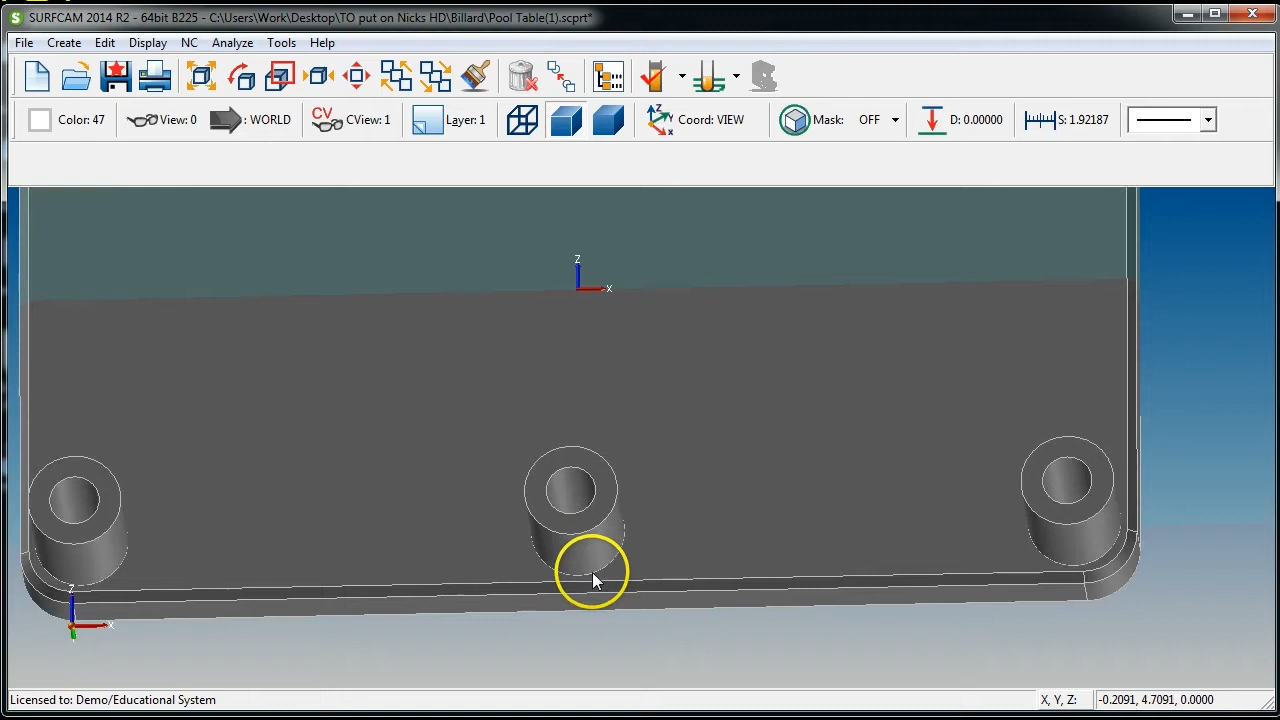 SURFCAM 2014 R2 - 64bit B225 - C:\Users\Work\Desktop\TO put on Nicks HD\Billard\Pool Table(1).scprt*
File Create Edit Display NC Analyze Tools Help
Color: 47 View: 0 : WORLD CV CView: 1 Layer: 1 Z Y X Coord: VIEW Mask: OFF D: 0.00000 S: 1.92187
Z
X
Z
X
Licensed to: Demo/Educational System X, Y, Z: -0.2091, 4.7091, 0.0000